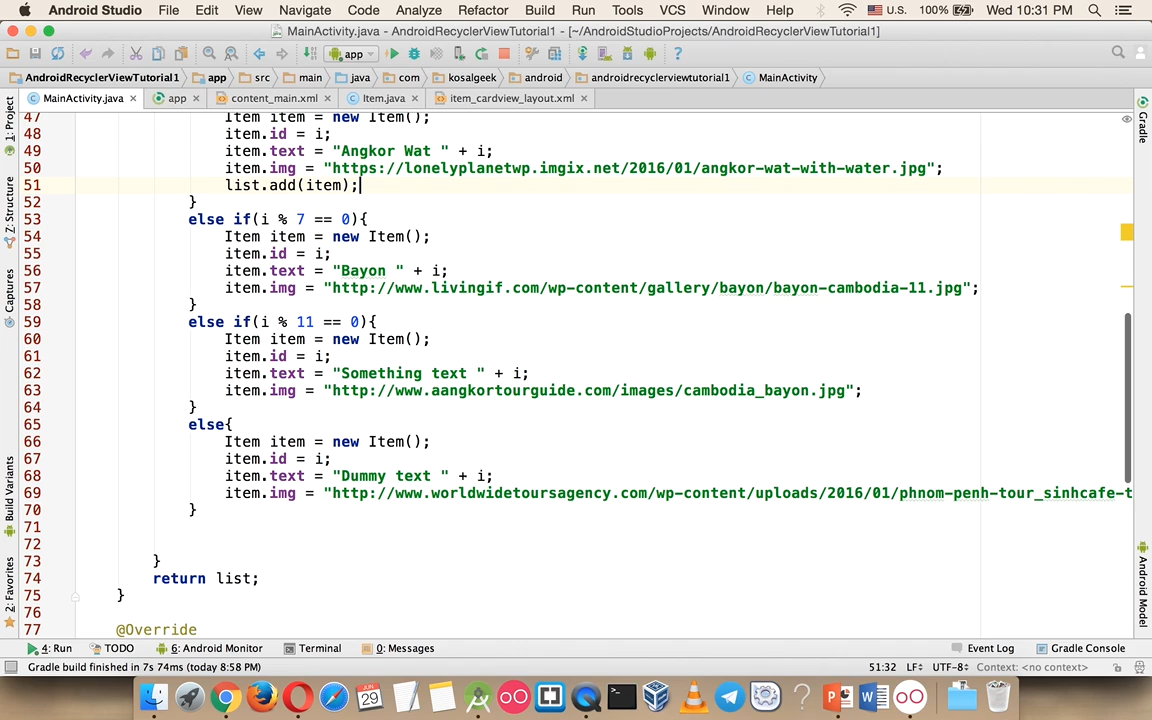 Android Studio File Edit View Navigate Code Analyze Refactor Build Run Tools VCS Window Help U.S. 100% Wed 10:31 PM
MainActivity.java - AndroidRecyclerViewTutorial1 - [~/AndroidStudioProjects/AndroidRecyclerViewTutorial1]
app
AndroidRecyclerViewTutorial1 app src main java com kosalgeek android androidrecyclerviewtutorial1 MainActivity
MainActivity.java app content_main.xml Item.java item_cardview_layout.xml
47 Item item = new Item();
48 item.id = i;
49 item.text = "Angkor Wat " + i;
50 item.img = "https://lonelyplanetwp.imgix.net/2016/01/angkor-wat-with-water.jpg";
51 list.add(item);
52 }
53 else if(i % 7 == 0){
54 Item item = new Item();
55 item.id = i;
56 item.text = "Bayon " + i;
57 item.img = "http://www.livingif.com/wp-content/gallery/bayon/bayon-cambodia-11.jpg";
58 }
59 else if(i % 11 == 0){
60 Item item = new Item();
61 item.id = i;
62 item.text = "Something text " + i;
63 item.img = "http://www.aangkortourguide.com/images/cambodia_bayon.jpg";
64 }
65 else{
66 Item item = new Item();
67 item.id = i;
68 item.text = "Dummy text " + i;
69 item.img = "http://www.worldwidetoursagency.com/wp-content/uploads/2016/01/phnom-penh-tour_sinhcafe-t
70 }
71
72
73 }
74 return list;
75 }
76
77 @Override
1: Project
Z: Structure
Captures
Build Variants
2: Favorites
Gradle
Android Model
4: Run TODO 6: Android Monitor Terminal 0: Messages Event Log Gradle Console
Gradle build finished in 7s 74ms (today 8:58 PM) 51:32 LF UTF-8 Context: <no context>
JUN
29